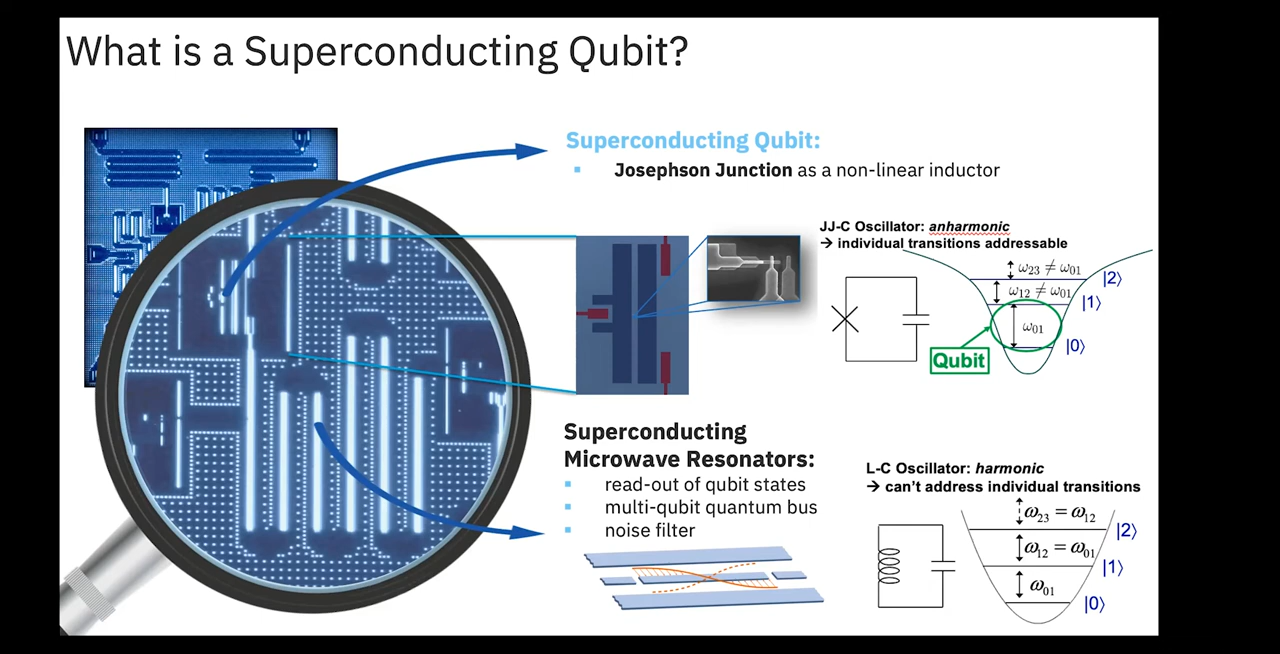 What is a Superconducting Qubit?
Superconducting Qubit:
Josephson Junction as a non-linear inductor
JJ-C Oscillator: anharmonic
→ individual transitions addressable
ω₂₃ ≠ ω₀₁
|2⟩
ω₁₂ ≠ ω₀₁
|1⟩
ω₀₁
|0⟩
Qubit
Superconducting
Microwave Resonators:
read-out of qubit states
multi-qubit quantum bus
noise filter
L-C Oscillator: harmonic
→ can't address individual transitions
ω₂₃ = ω₁₂
|2⟩
ω₁₂ = ω₀₁
|1⟩
ω₀₁
|0⟩